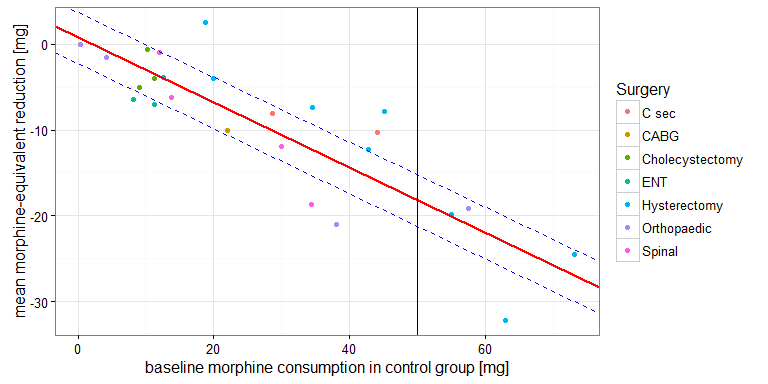 mean morphine-equivalent reduction [mg]
0
-10
-20
-30
0 20 40 60
baseline morphine consumption in control group [mg]
Surgery
C sec
CABG
Cholecystectomy
ENT
Hysterectomy
Orthopaedic
Spinal